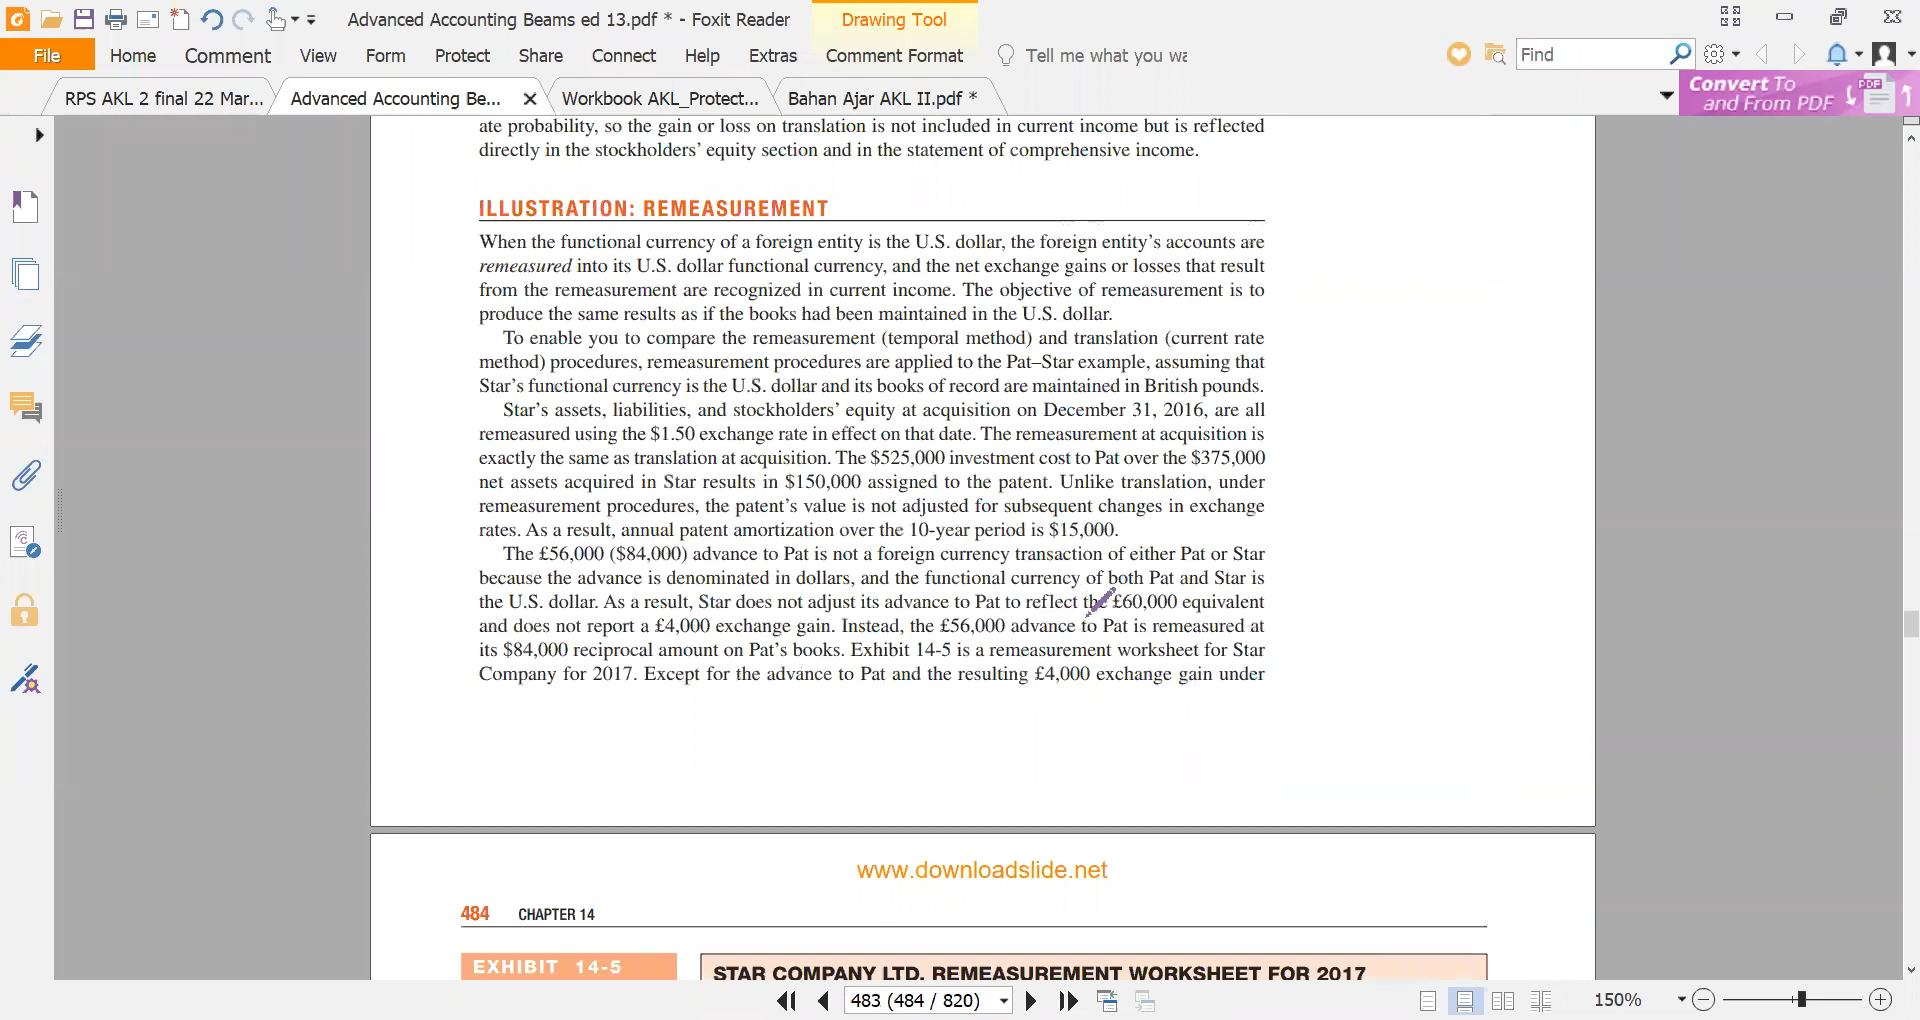 Advanced Accounting Beams ed 13.pdf * - Foxit Reader
Drawing Tool
File
Home
Comment
View
Form
Protect
Share
Connect
Help
Extras
Comment Format
Tell me what you wa
Find
RPS AKL 2 final 22 Mar...
Advanced Accounting Be...
Workbook AKL_Protect...
Bahan Ajar AKL II.pdf *
Convert To
and From PDF
PDF
ate probability, so the gain or loss on translation is not included in current income but is reflected
directly in the stockholders’ equity section and in the statement of comprehensive income.
ILLUSTRATION: REMEASUREMENT
When the functional currency of a foreign entity is the U.S. dollar, the foreign entity’s accounts are
remeasured into its U.S. dollar functional currency, and the net exchange gains or losses that result
from the remeasurement are recognized in current income. The objective of remeasurement is to
produce the same results as if the books had been maintained in the U.S. dollar.
To enable you to compare the remeasurement (temporal method) and translation (current rate
method) procedures, remeasurement procedures are applied to the Pat–Star example, assuming that
Star’s functional currency is the U.S. dollar and its books of record are maintained in British pounds.
Star’s assets, liabilities, and stockholders’ equity at acquisition on December 31, 2016, are all
remeasured using the $1.50 exchange rate in effect on that date. The remeasurement at acquisition is
exactly the same as translation at acquisition. The $525,000 investment cost to Pat over the $375,000
net assets acquired in Star results in $150,000 assigned to the patent. Unlike translation, under
remeasurement procedures, the patent’s value is not adjusted for subsequent changes in exchange
rates. As a result, annual patent amortization over the 10-year period is $15,000.
The £56,000 ($84,000) advance to Pat is not a foreign currency transaction of either Pat or Star
because the advance is denominated in dollars, and the functional currency of both Pat and Star is
the U.S. dollar. As a result, Star does not adjust its advance to Pat to reflect the £60,000 equivalent
and does not report a £4,000 exchange gain. Instead, the £56,000 advance to Pat is remeasured at
its $84,000 reciprocal amount on Pat’s books. Exhibit 14-5 is a remeasurement worksheet for Star
Company for 2017. Except for the advance to Pat and the resulting £4,000 exchange gain under
www.downloadslide.net
484 CHAPTER 14
EXHIBIT 14-5
STAR COMPANY LTD. REMEASUREMENT WORKSHEET FOR 2017
483 (484 / 820)
150%